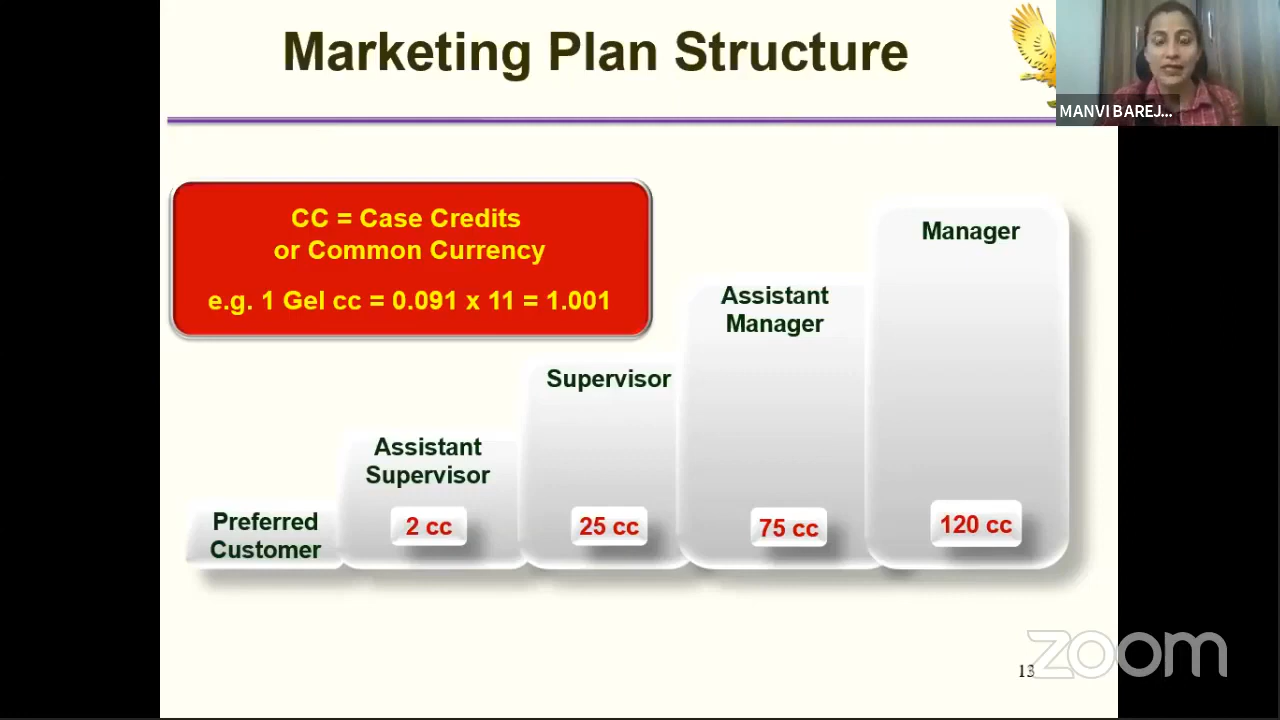 Marketing Plan Structure
MANVI BAREJ...
CC = Case Credits
or Common Currency
e.g. 1 Gel cc = 0.091 x 11 = 1.001
Manager
Assistant
Manager
Supervisor
Assistant
Supervisor
Preferred
Customer
2 cc
25 cc
75 cc
120 cc
13
zoom